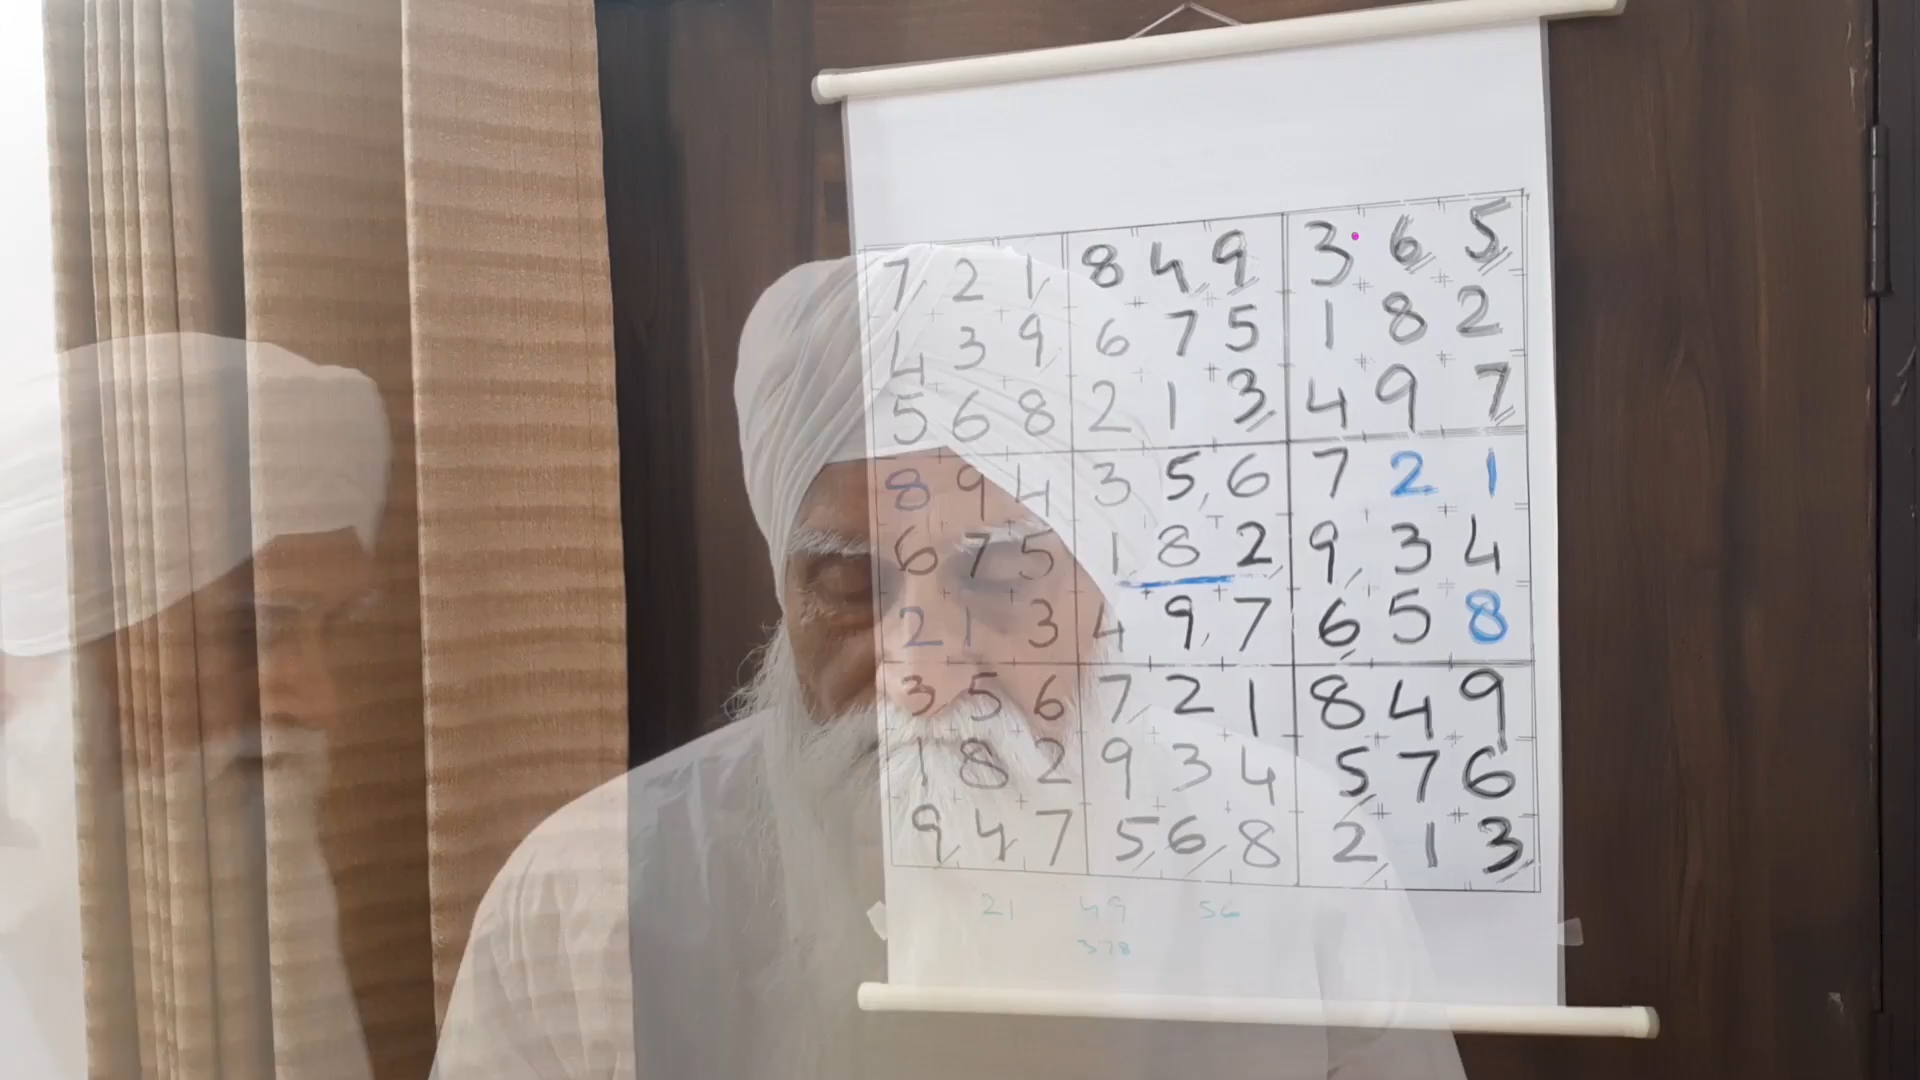 7 2 1 8 4 9 3 6 5
4 3 9 6 7 5 1 8 2
5 6 8 2 1 3 4 9 7
8 9 4 3 5 6 7 2 1
6 7 5 1 8 2 9 3 4
2 1 3 4 9 7 6 5 8
3 5 6 7 2 1 8 4 9
1 8 2 9 3 4 5 7 6
9 4 7 5 6 8 2 1 3
21 49 56
378